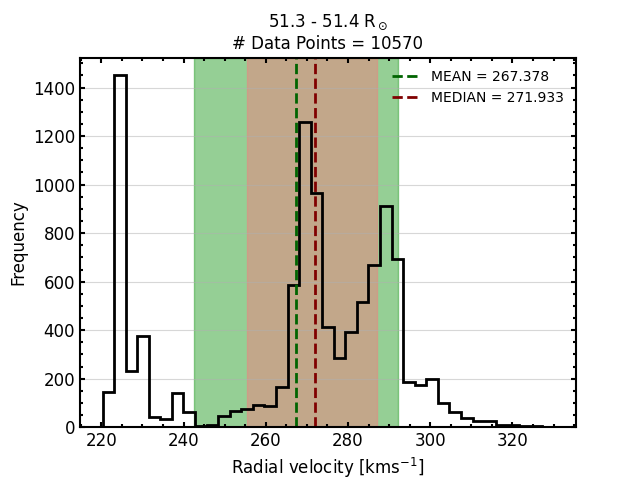 51.3 - 51.4 R⊙
# Data Points = 10570
MEAN = 267.378
MEDIAN = 271.933
1400
1200
1000
800
600
400
200
0
Frequency
220 240 260 280 300 320
Radial velocity [kms⁻¹]